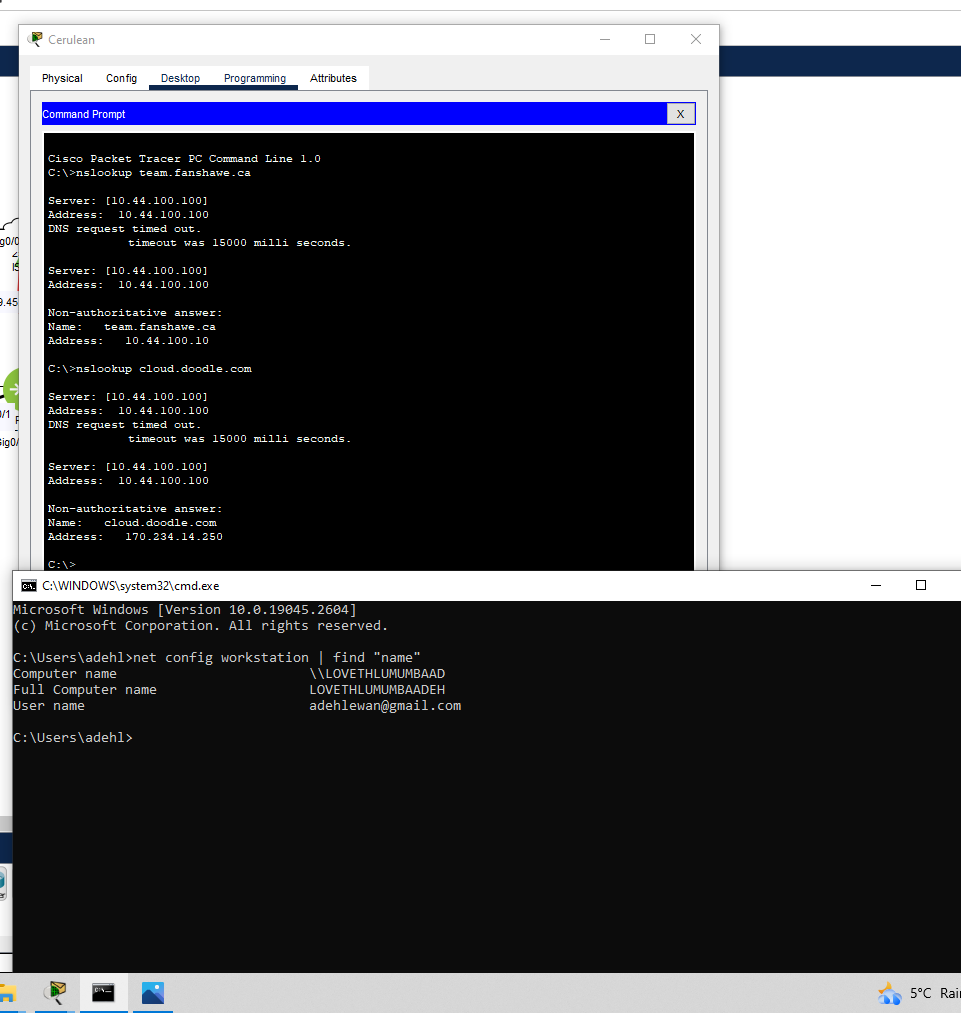 Cerulean
Physical Config Desktop Programming Attributes
Command Prompt X
Cisco Packet Tracer PC Command Line 1.0
C:\>nslookup team.fanshawe.ca
Server: [10.44.100.100]
Address: 10.44.100.100
DNS request timed out.
timeout was 15000 milli seconds.
Server: [10.44.100.100]
Address: 10.44.100.100
Non-authoritative answer:
Name: team.fanshawe.ca
Address: 10.44.100.10
C:\>nslookup cloud.doodle.com
Server: [10.44.100.100]
Address: 10.44.100.100
DNS request timed out.
timeout was 15000 milli seconds.
Server: [10.44.100.100]
Address: 10.44.100.100
Non-authoritative answer:
Name: cloud.doodle.com
Address: 170.234.14.250
C:\>
C:\WINDOWS\system32\cmd.exe
Microsoft Windows [Version 10.0.19045.2604]
(c) Microsoft Corporation. All rights reserved.
C:\Users\adehl>net config workstation | find "name"
Computer name \\LOVETHLUMUMBAAD
Full Computer name LOVETHLUMUMBAADEH
User name adehlewan@gmail.com
C:\Users\adehl>
5°C Rai